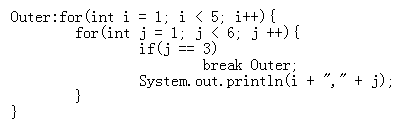 Outer:for(int i = 1; i < 5; i++){
for(int j = 1; j < 6; j ++){
if(j == 3)
break Outer;
System.out.println(i + "," + j);
}
}